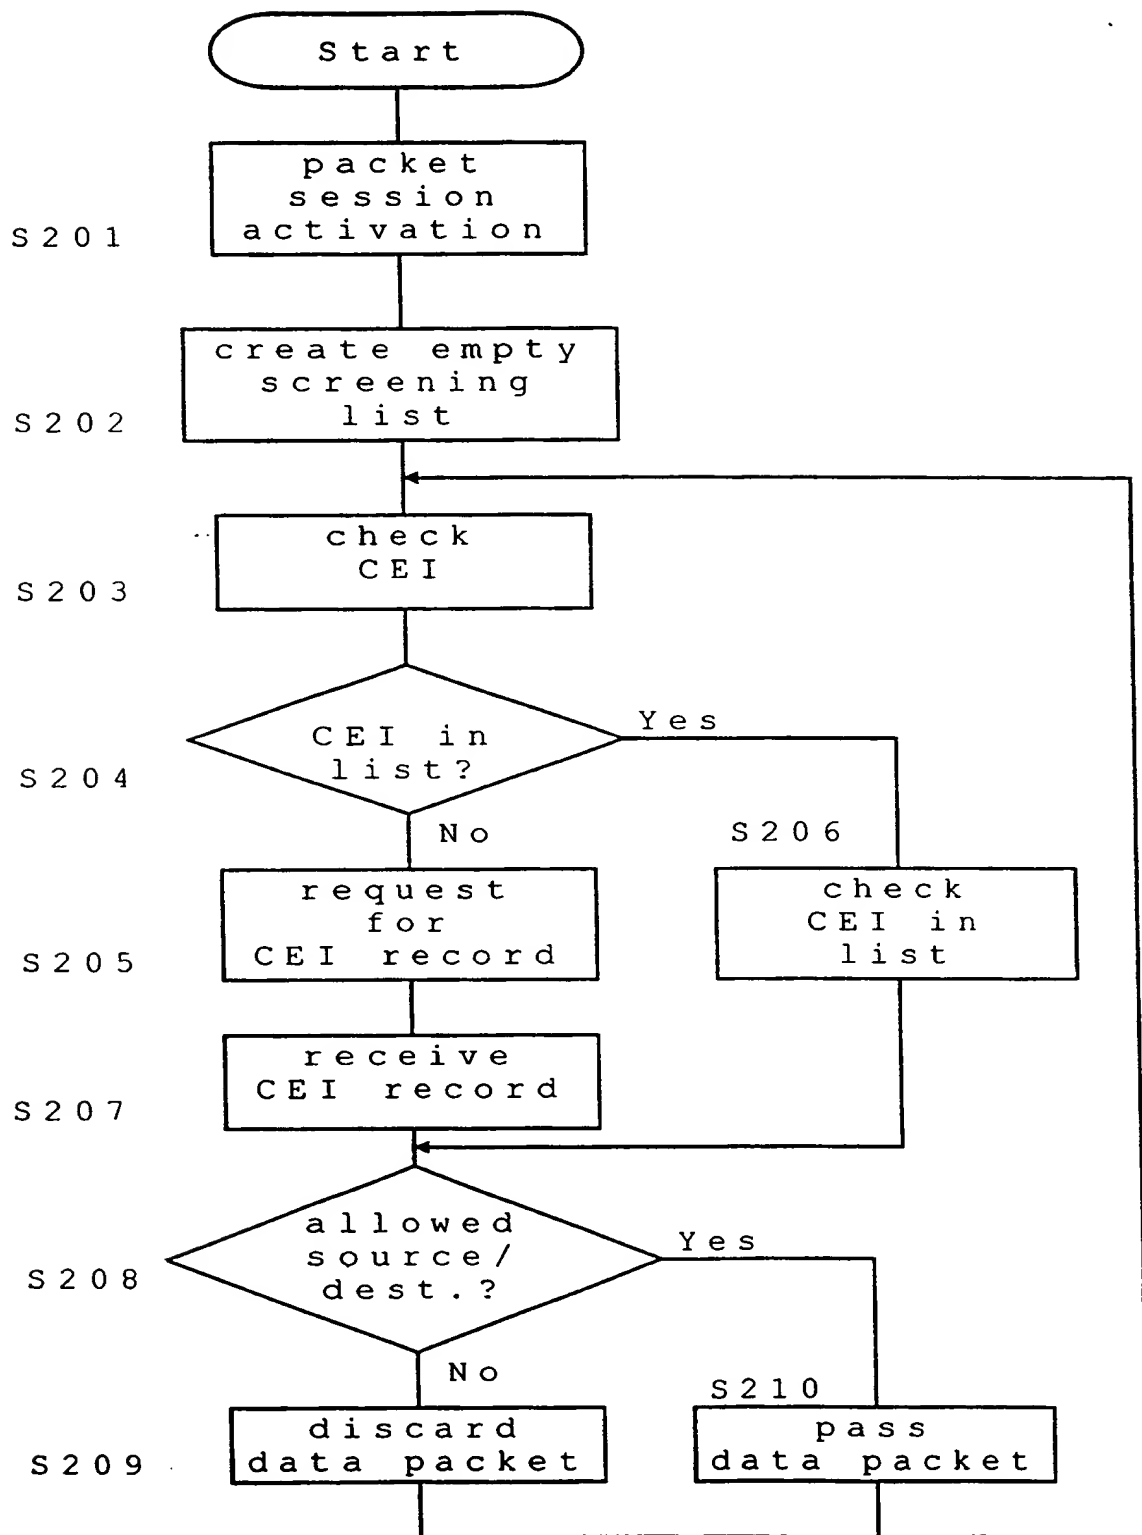 Start
packet
session
activation
S201
create empty
screening
list
S202
check
CEI
S203
CEI in
list?
S204
Yes
No
S206
request
for
CEI record
S205
check
CEI in
list
receive
CEI record
S207
allowed
source/
dest.?
S208
Yes
No
S210
discard
data packet
S209
pass
data packet